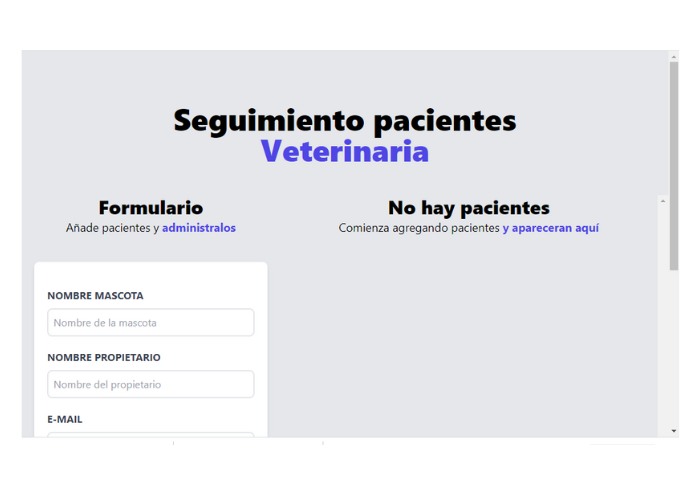 Seguimiento pacientes
Veterinaria
Formulario
Añade pacientes y administralos
No hay pacientes
Comienza agregando pacientes y apareceran aquí
NOMBRE MASCOTA
Nombre de la mascota
NOMBRE PROPIETARIO
Nombre del propietario
E-MAIL